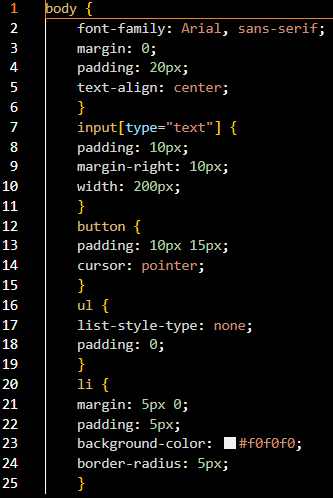 1 body {
2 font-family: Arial, sans-serif;
3 margin: 0;
4 padding: 20px;
5 text-align: center;
6 }
7 input[type="text"] {
8 padding: 10px;
9 margin-right: 10px;
10 width: 200px;
11 }
12 button {
13 padding: 10px 15px;
14 cursor: pointer;
15 }
16 ul {
17 list-style-type: none;
18 padding: 0;
19 }
20 li {
21 margin: 5px 0;
22 padding: 5px;
23 background-color: #f0f0f0;
24 border-radius: 5px;
25 }